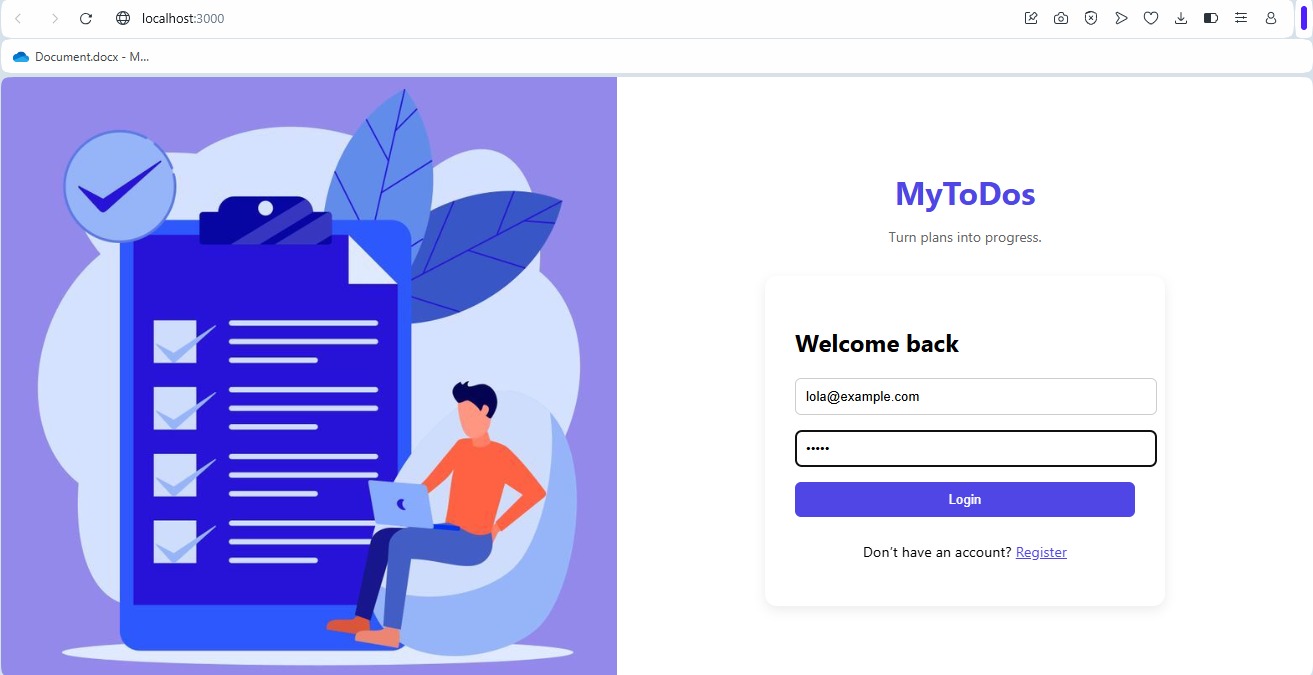 localhost:3000
Document.docx - M...
MyToDos
Turn plans into progress.
Welcome back
lola@example.com
•••••
Login
Don't have an account? Register